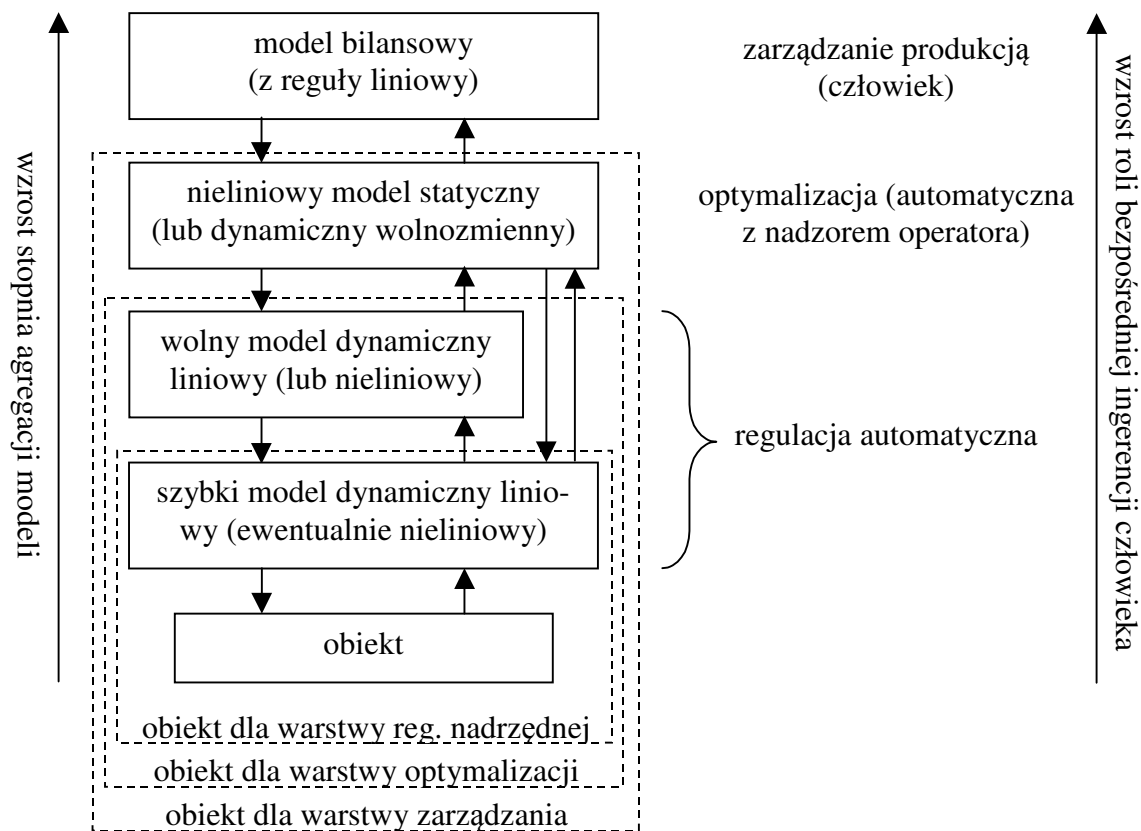 model bilansowy
(z reguły liniowy)
zarządzanie produkcją
(człowiek)
wzrost stopnia agregacji modeli
wzrost roli bezpośredniej ingerencji człowieka
nieliniowy model statyczny
(lub dynamiczny wolnozmienny)
optymalizacja (automatyczna
z nadzorem operatora)
wolny model dynamiczny
liniowy (lub nieliniowy)
regulacja automatyczna
szybki model dynamiczny linio-
wy (ewentualnie nieliniowy)
obiekt
obiekt dla warstwy reg. nadrzędnej
obiekt dla warstwy optymalizacji
obiekt dla warstwy zarządzania